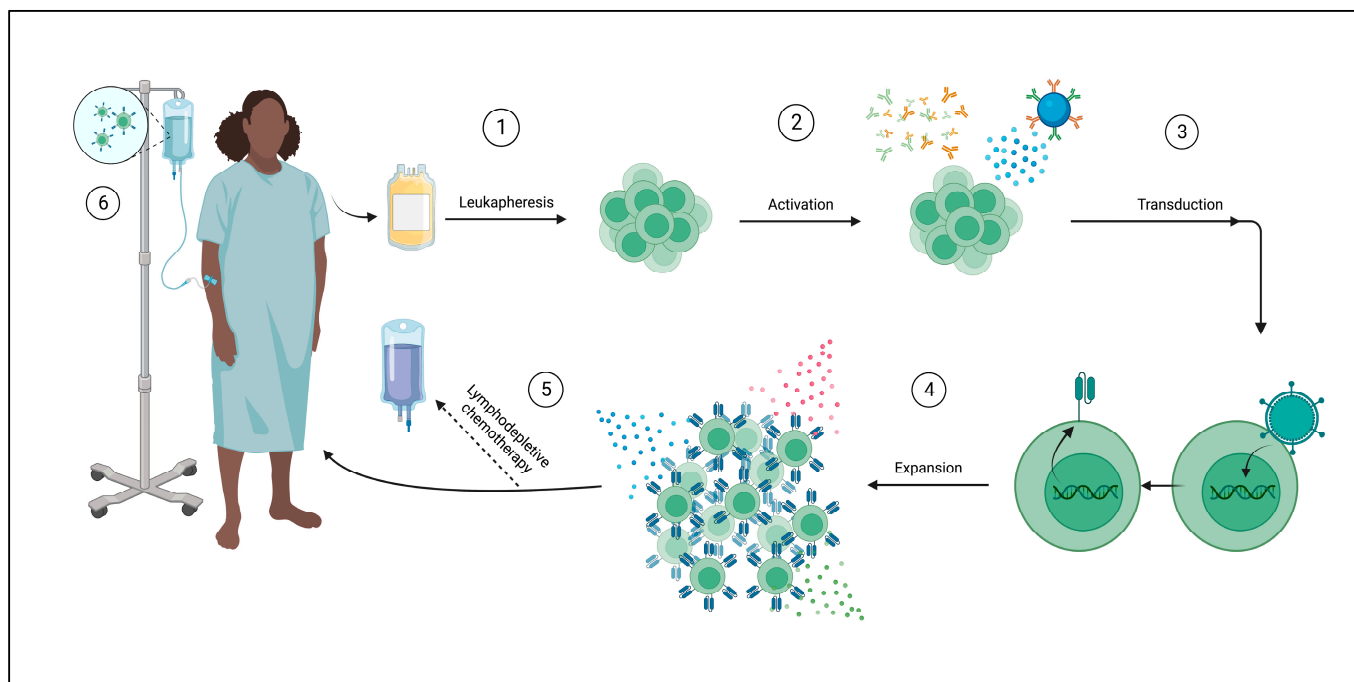 1
Leukapheresis
2
Activation
3
Transduction
4
Expansion
5
Lymphodepletive
chemotherapy
6